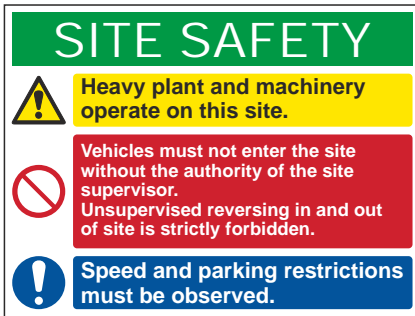 SITE SAFETY
Heavy plant and machinery
operate on this site.
Vehicles must not enter the site
without the authority of the site
supervisor.
Unsupervised reversing in and out
of site is strictly forbidden.
Speed and parking restrictions
must be observed.